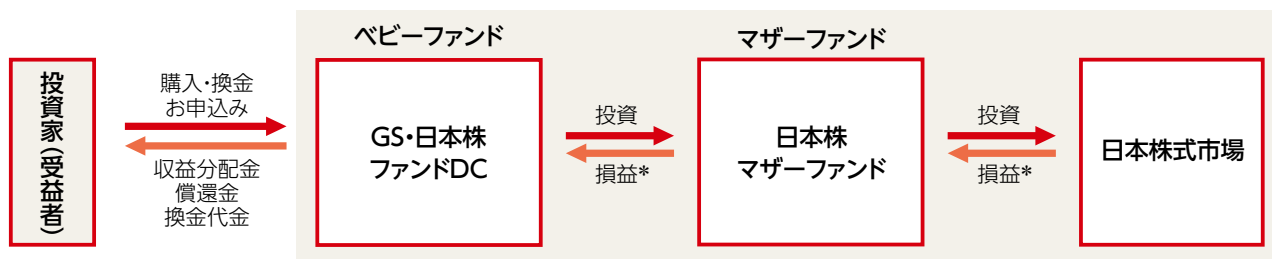 投資家（受益者）
購入・換金
お申込み
収益分配金
償還金
換金代金
ベビーファンド
GS・日本株
ファンドDC
投資
損益*
マザーファンド
日本株
マザーファンド
投資
損益*
日本株式市場